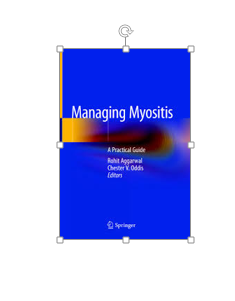 Managing Myositis
A Practical Guide
Rohit Aggarwal
Chester V. Oddis
Editors
Springer